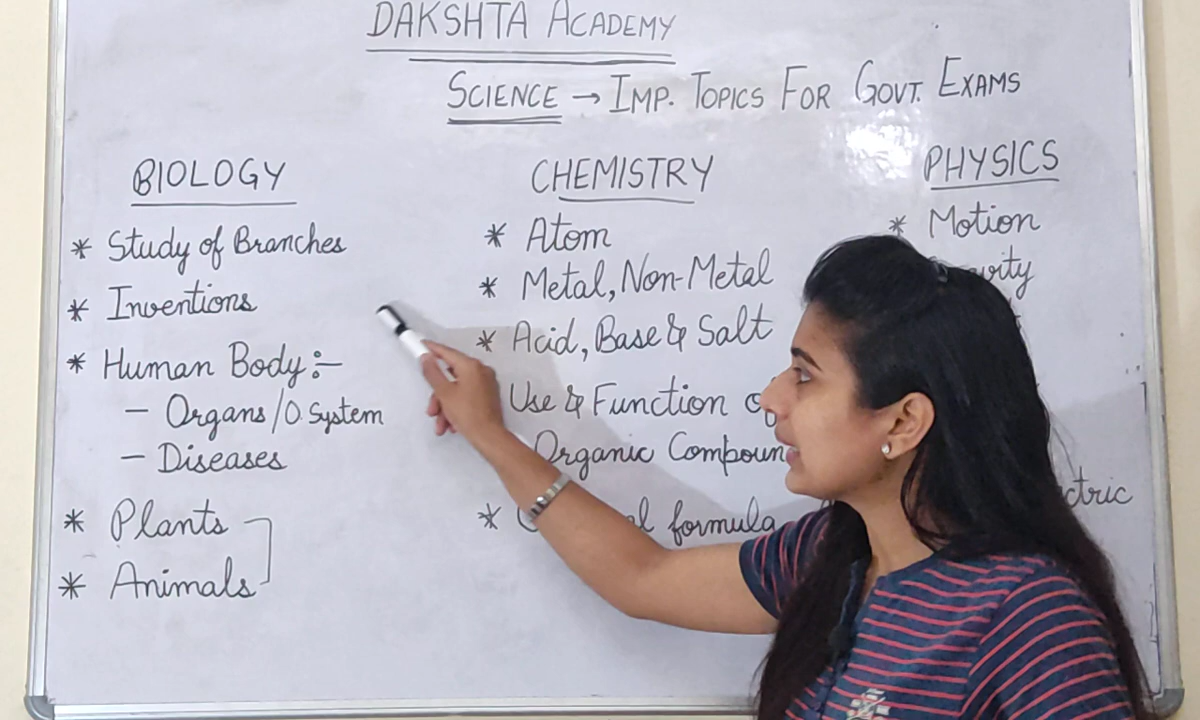 DAKSHTA ACADEMY
SCIENCE → IMP. TOPICS FOR GOVT. EXAMS
BIOLOGY
* Study of Branches
* Inventions
* Human Body :-
- Organs/O. System
- Diseases
* Plants
* Animals
CHEMISTRY
* Atom
* Metal, Non-Metal
* Acid, Base & Salt
Use & Function
Organic
* formula
PHYSICS
* Motion